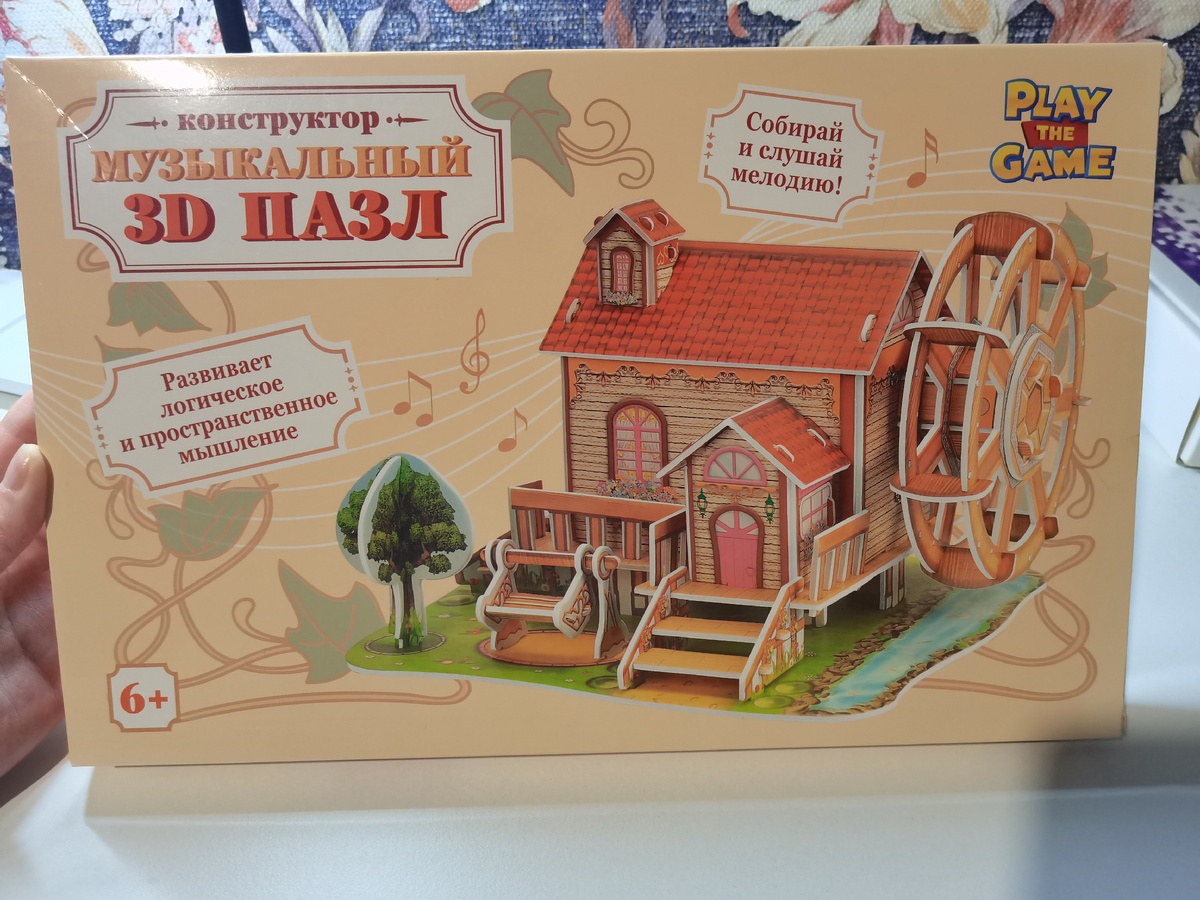 конструктор
МУЗЫКАЛЬНЫЙ
3D ПАЗЛ
Собирай
и слушай
мелодию!
PLAY
THE
GAME
Развивает
логическое
и пространственное
мышление
6+